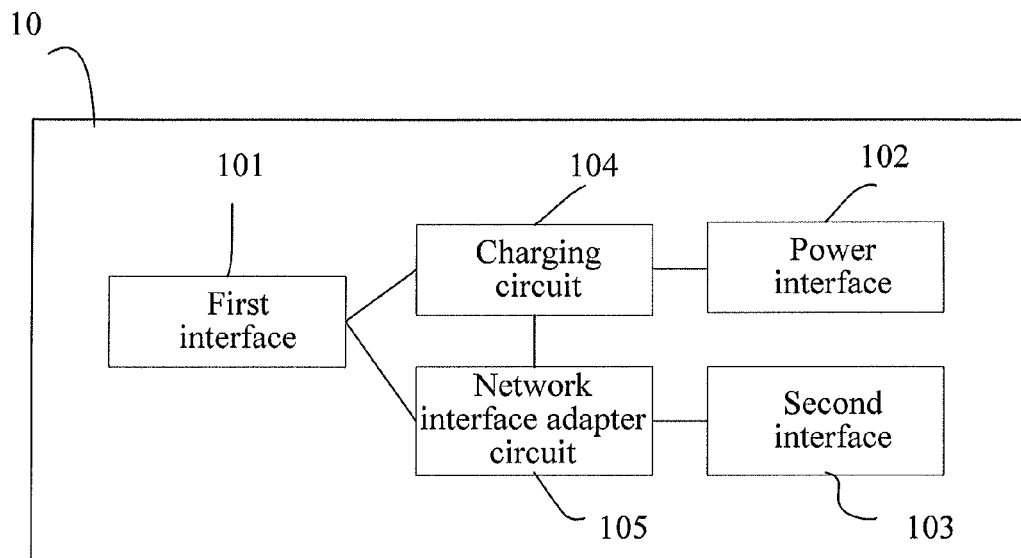 10
101
104
102
First
interface
Charging
circuit
Power
interface
Network
interface adapter
circuit
Second
interface
105
103